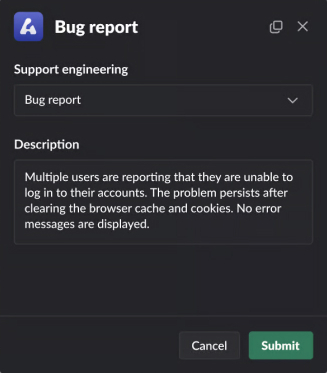 Bug report
Support engineering
Bug report
Description
Multiple users are reporting that they are unable to
log in to their accounts. The problem persists after
clearing the browser cache and cookies. No error
messages are displayed.
Cancel
Submit